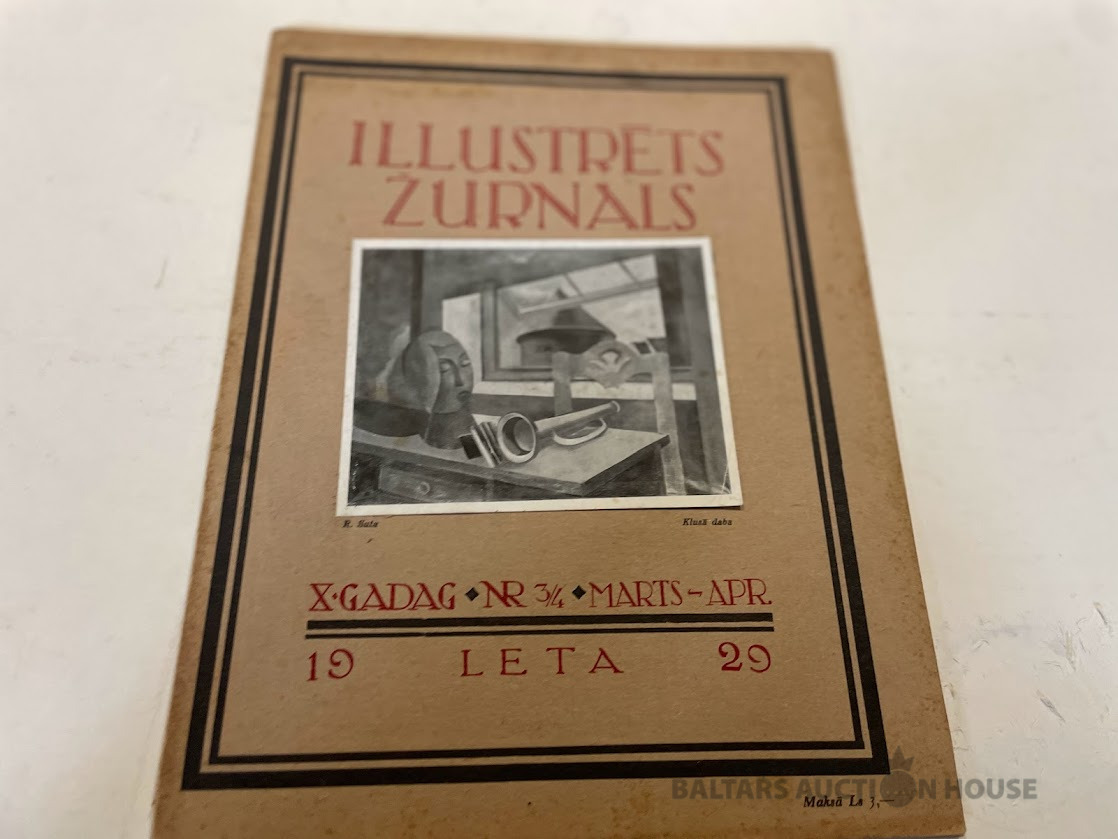 ILLUSTRĒTS
ŽURNALS
R. Suta Klusā daba
X·GADAG ◆ NR 3/4 ◆ MARTS – APR.
19 LETA 29
BALTARS AUCTION HOUSE
Maksā Ls 3,—